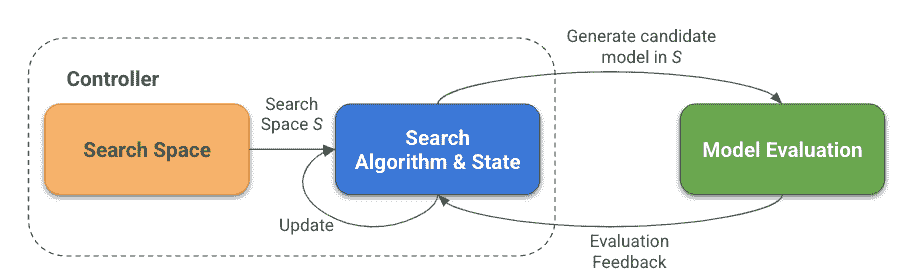 Controller
Search Space
Search
Space S
Search
Algorithm & State
Update
Generate candidate
model in S
Model Evaluation
Evaluation
Feedback